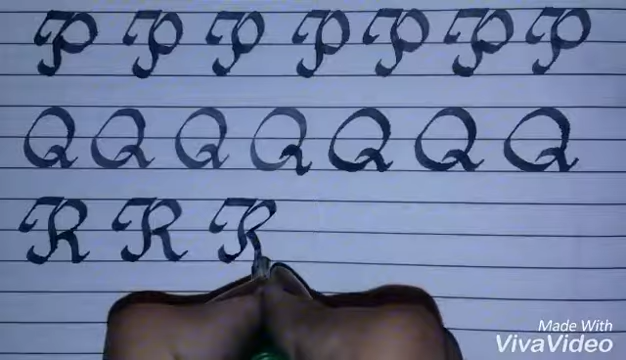 P P P P P P P
Q Q Q Q Q Q Q
R R R
Made With
VivaVideo